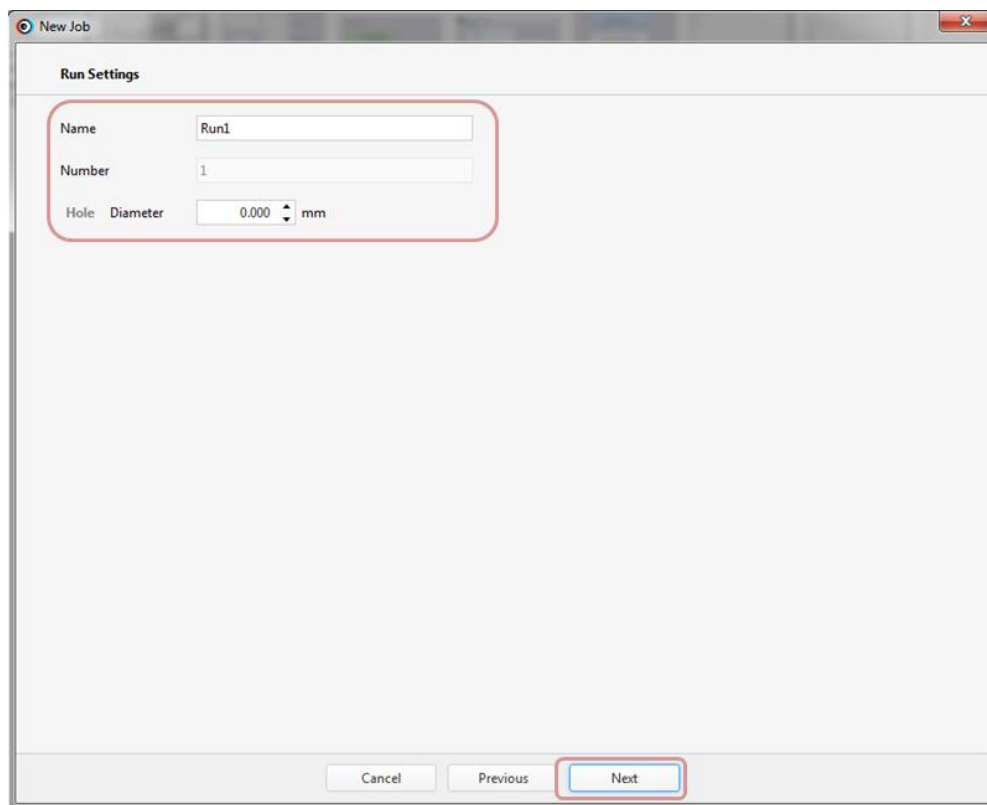 New Job
Run Settings
Name Run1
Number 1
Hole Diameter 0.000 mm
Cancel Previous Next